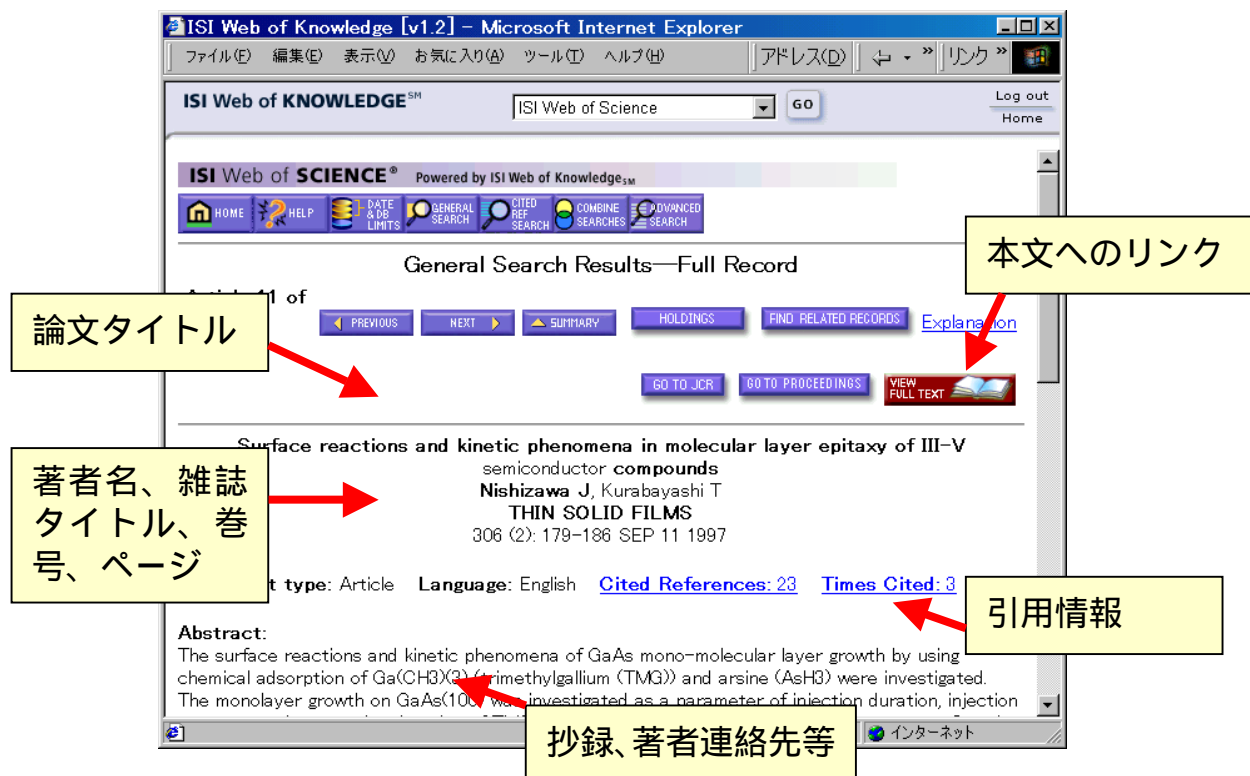 ISI Web of Knowledge [v1.2] - Microsoft Internet Explorer
ファイル(F) 編集(E) 表示(V) お気に入り(A) ツール(T) ヘルプ(H) アドレス(D) » リンク »
ISI Web of KNOWLEDGE℠ ISI Web of Science GO Log out
Home
ISI Web of SCIENCE® Powered by ISI Web of Knowledge℠
HOME HELP DATE & DB LIMITS GENERAL SEARCH CITED REF SEARCH COMBINE SEARCHES ADVANCED SEARCH
本文へのリンク
General Search Results—Full Record
11 of
論文タイトル
PREVIOUS NEXT SUMMARY HOLDINGS FIND RELATED RECORDS Explanation
GO TO JCR GO TO PROCEEDINGS VIEW FULL TEXT
Surface reactions and kinetic phenomena in molecular layer epitaxy of III-V
semiconductor compounds
Nishizawa J, Kurabayashi T
THIN SOLID FILMS
306 (2): 179-186 SEP 11 1997
著者名、雑誌
タイトル、巻
号、ページ
type: Article Language: English Cited References: 23 Times Cited: 3
引用情報
Abstract:
The surface reactions and kinetic phenomena of GaAs mono-molecular layer growth by using
chemical adsorption of Ga(CH3)(3) (trimethylgallium (TMG)) and arsine (AsH3) were investigated.
The monolayer growth on GaAs(100) was investigated as a parameter of injection duration, injection
抄録、著者連絡先等
インターネット